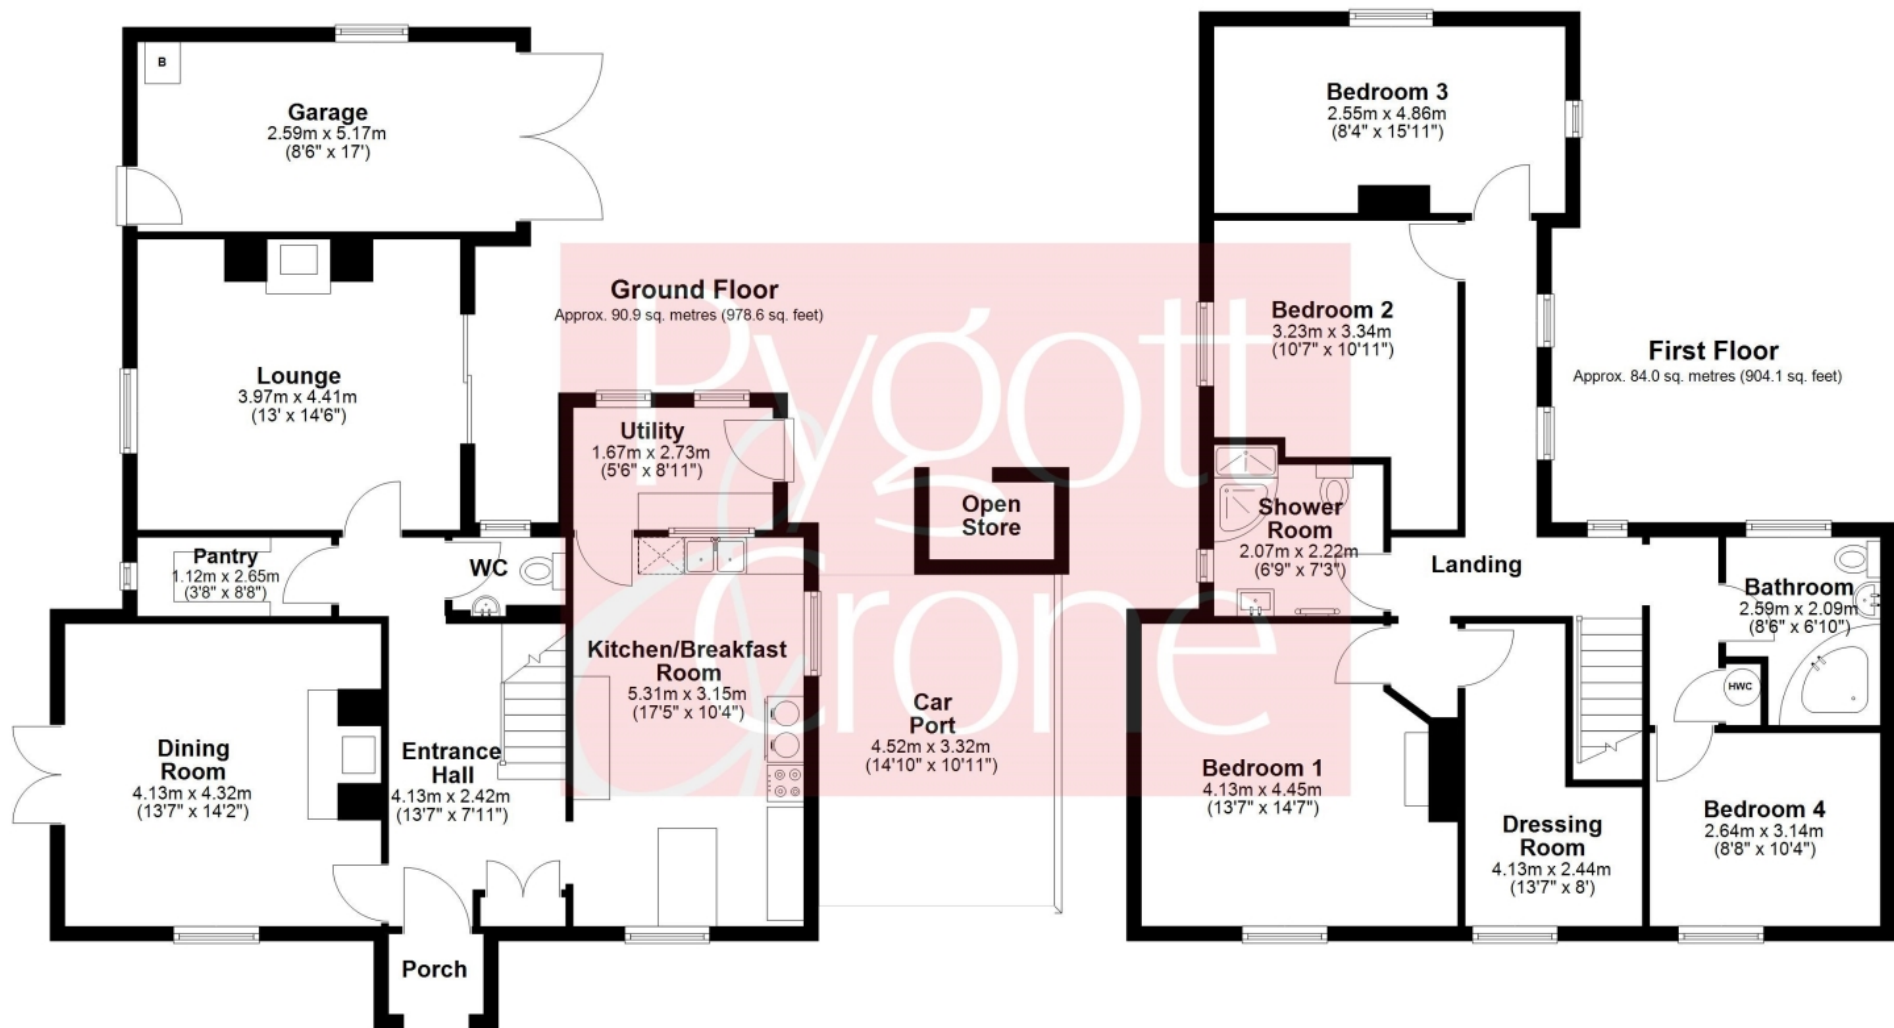 B
Garage
2.59m x 5.17m
(8'6" x 17')
Ground Floor
Approx. 90.9 sq. metres (978.6 sq. feet)
Lounge
3.97m x 4.41m
(13' x 14'6")
Utility
1.67m x 2.73m
(5'6" x 8'11")
Open
Store
Pantry
1.12m x 2.65m
(3'8" x 8'8")
WC
Kitchen/Breakfast
Room
5.31m x 3.15m
(17'5" x 10'4")
Car
Port
4.52m x 3.32m
(14'10" x 10'11")
Dining
Room
4.13m x 4.32m
(13'7" x 14'2")
Entrance
Hall
4.13m x 2.42m
(13'7" x 7'11")
Porch
Bedroom 3
2.55m x 4.86m
(8'4" x 15'11")
Bedroom 2
3.23m x 3.34m
(10'7" x 10'11")
First Floor
Approx. 84.0 sq. metres (904.1 sq. feet)
Shower
Room
2.07m x 2.22m
(6'9" x 7'3")
Landing
Bathroom
2.59m x 2.09m
(8'6" x 6'10")
HWC
Bedroom 1
4.13m x 4.45m
(13'7" x 14'7")
Dressing
Room
4.13m x 2.44m
(13'7" x 8')
Bedroom 4
2.64m x 3.14m
(8'8" x 10'4")
Pygott
& Crone